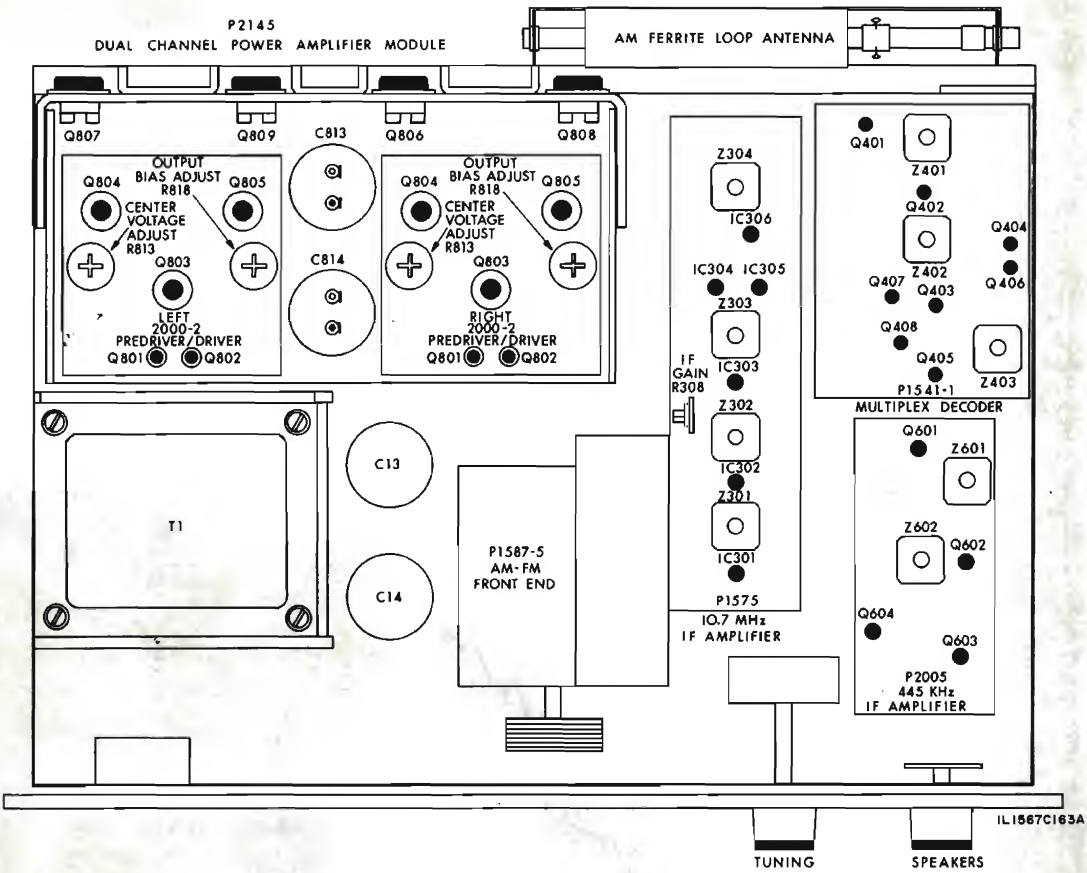 P2145
DUAL CHANNEL POWER AMPLIFIER MODULE
AM FERRITE LOOP ANTENNA
Q807
Q809
C813
Q806
Q808
Q804
OUTPUT
BIAS ADJUST
R818
Q805
CENTER
VOLTAGE
ADJUST
R813
Q803
LEFT
2000-2
PREDRIVER/DRIVER
Q801
Q802
C814
Q804
OUTPUT
BIAS ADJUST
R818
Q805
CENTER
VOLTAGE
ADJUST
R813
Q803
RIGHT
2000-2
PREDRIVER/DRIVER
Q801
Q802
Z304
IC306
IC304 IC305
Z303
IC303
IF
GAIN
R308
Z302
IC302
Z301
IC301
P1575
10.7 MHz
IF AMPLIFIER
Q401
Z401
Q402
Z402
Q404
Q406
Q407
Q403
Q408
Q405
Z403
P1541-1
MULTIPLEX DECODER
Q601
Z601
Z602
Q602
Q604
Q603
P2005
445 KHz
IF AMPLIFIER
T1
C13
C14
P1587-5
AM-FM
FRONT END
IL1567C163A
TUNING
SPEAKERS